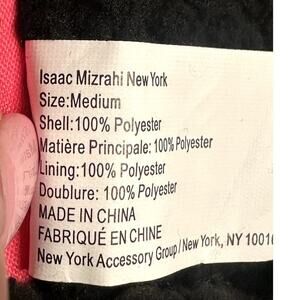 Isaac Mizrahi New York
Size:Medium
Shell:100% Polyester
Matière Principale:100% Polyester
Lining:100% Polyester
Doublure: 100% Polyester
MADE IN CHINA
FABRIQUÉ EN CHINE
New York Accessory Group/New York, NY 10016